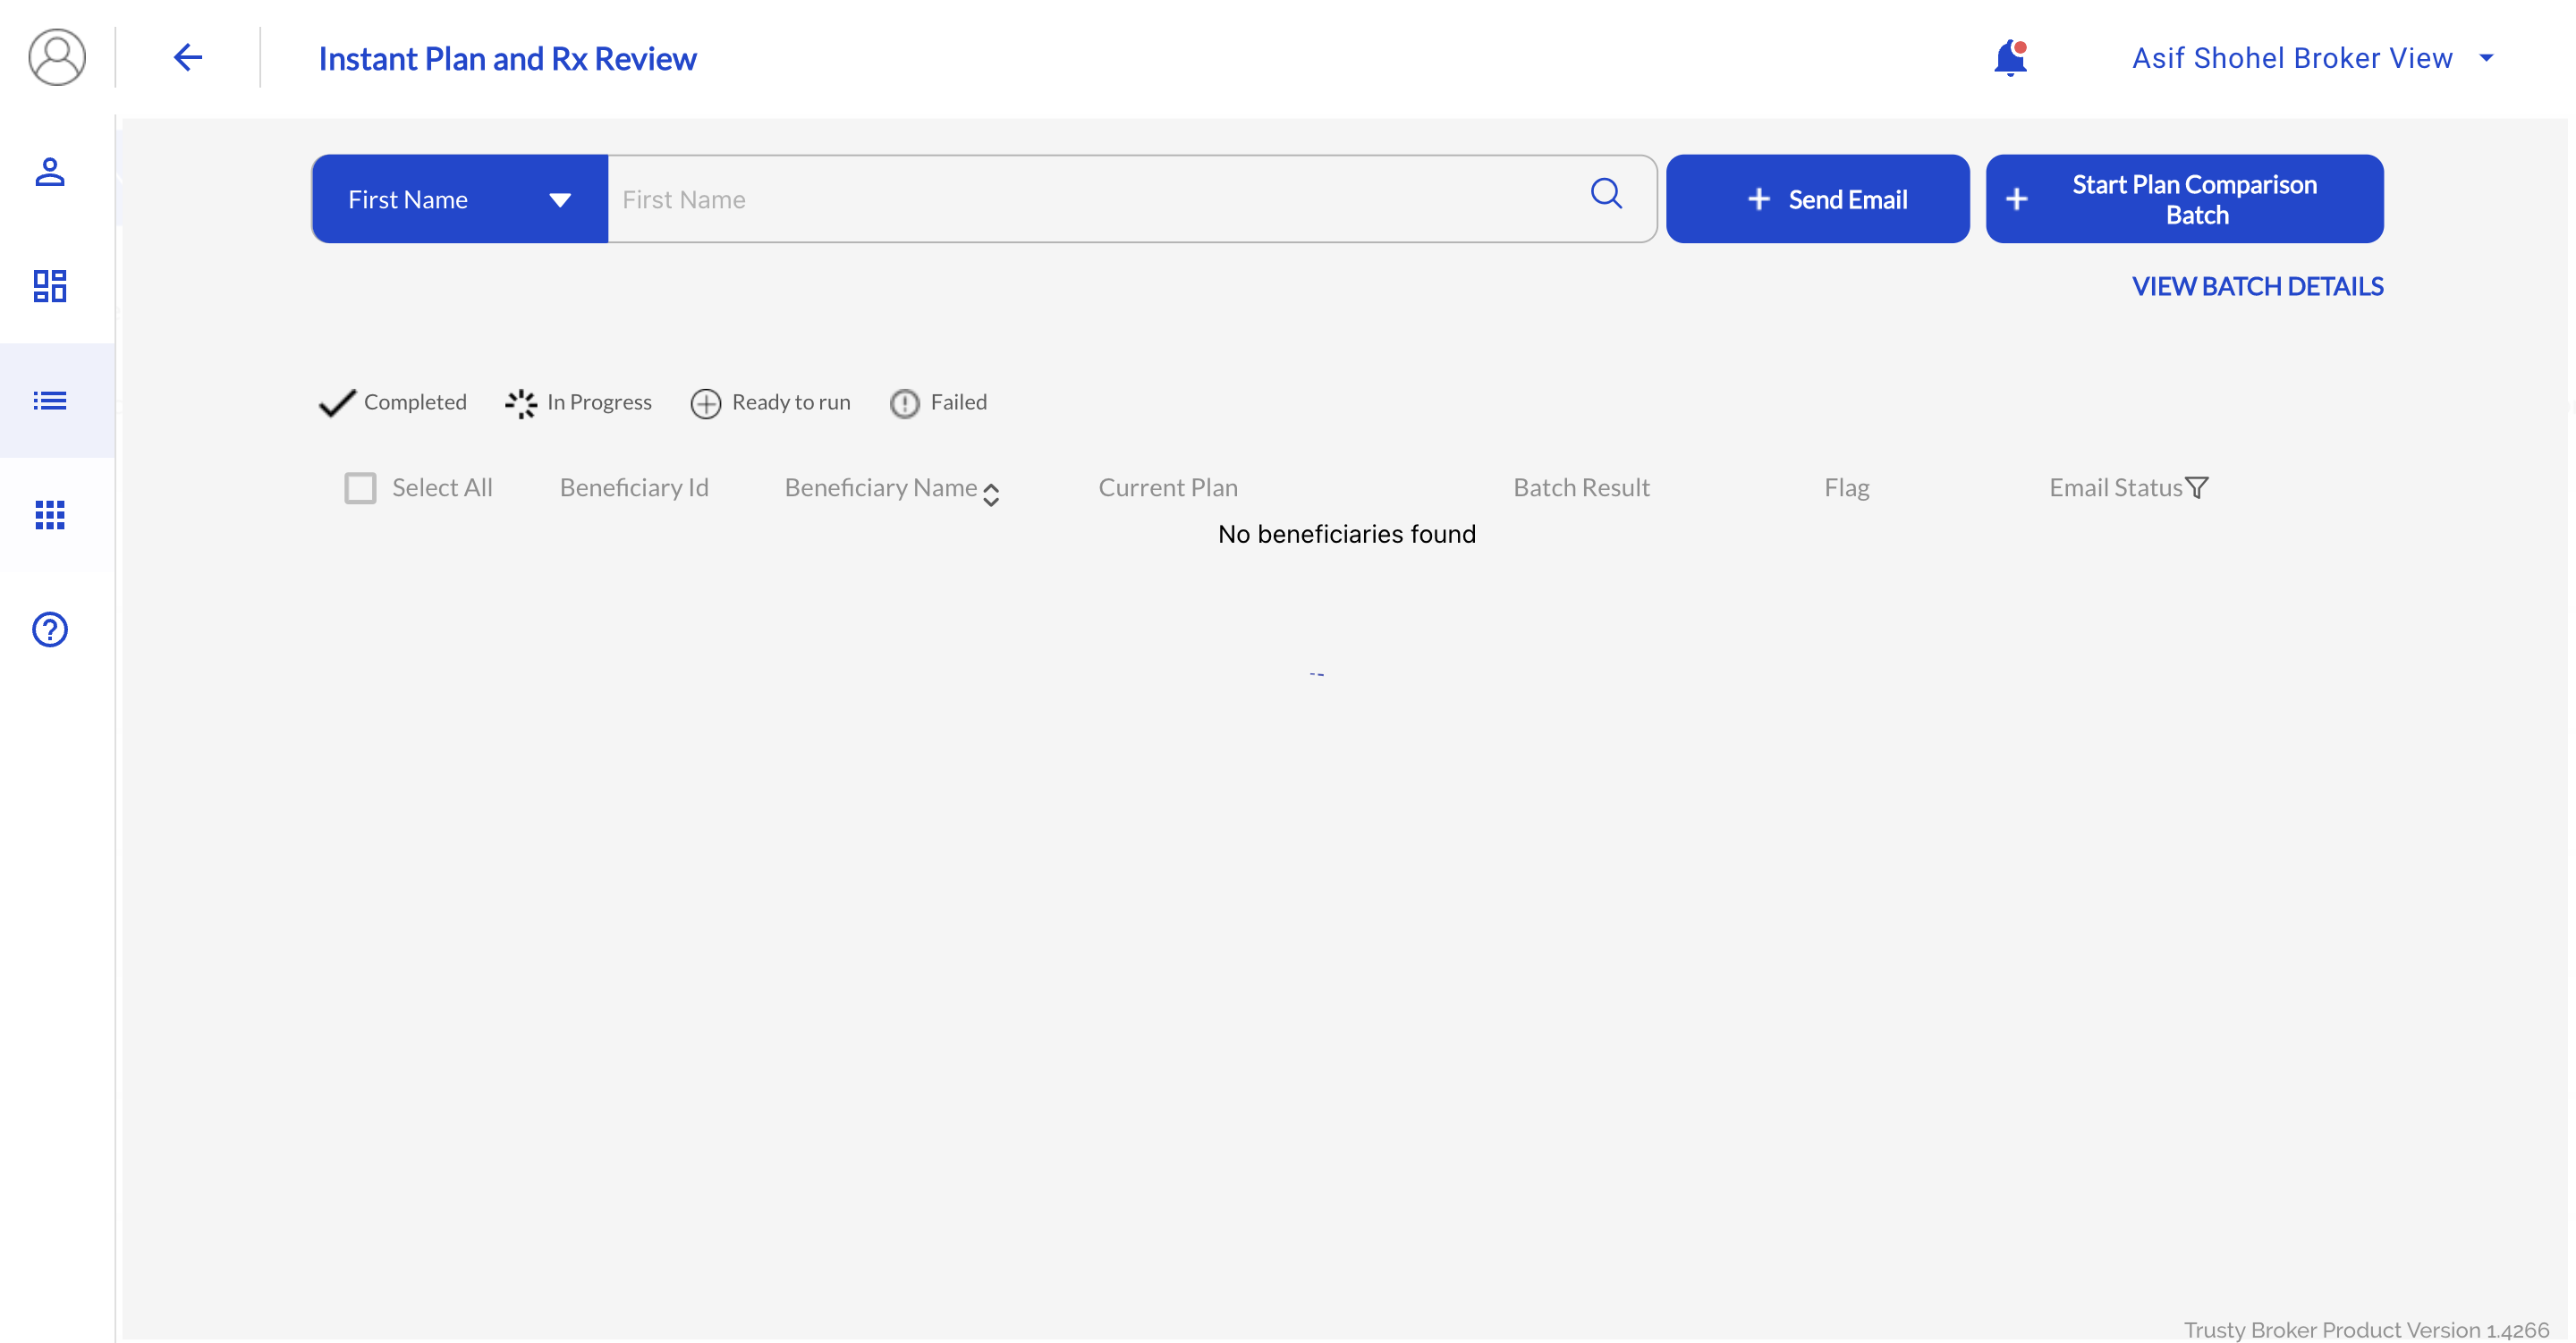 Instant Plan and Rx Review
Asif Shohel Broker View
First Name
First Name
Send Email
Start Plan Comparison
Batch
VIEW BATCH DETAILS
Completed
In Progress
Ready to run
Failed
Select All
Beneficiary Id
Beneficiary Name
Current Plan
Batch Result
Flag
Email Status
No beneficiaries found
Trusty Broker Product Version 1.4266